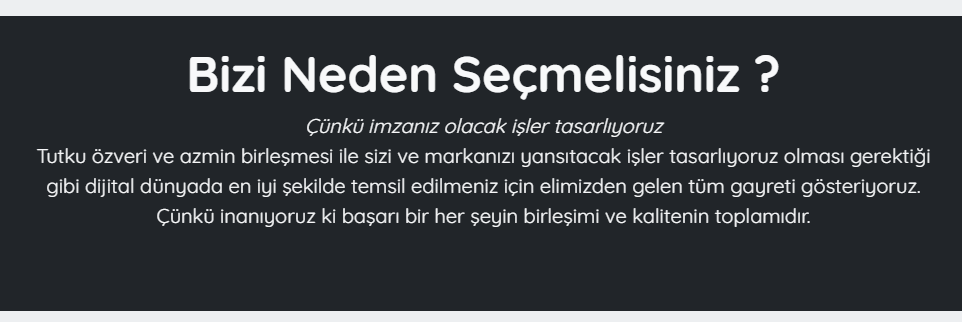 Bizi Neden Seçmelisiniz ?
Çünkü imzanız olacak işler tasarlıyoruz
Tutku özveri ve azmin birleşmesi ile sizi ve markanızı yansıtacak işler tasarlıyoruz olması gerektiği
gibi dijital dünyada en iyi şekilde temsil edilmeniz için elimizden gelen tüm gayreti gösteriyoruz.
Çünkü inanıyoruz ki başarı bir her şeyin birleşimi ve kalitenin toplamıdır.